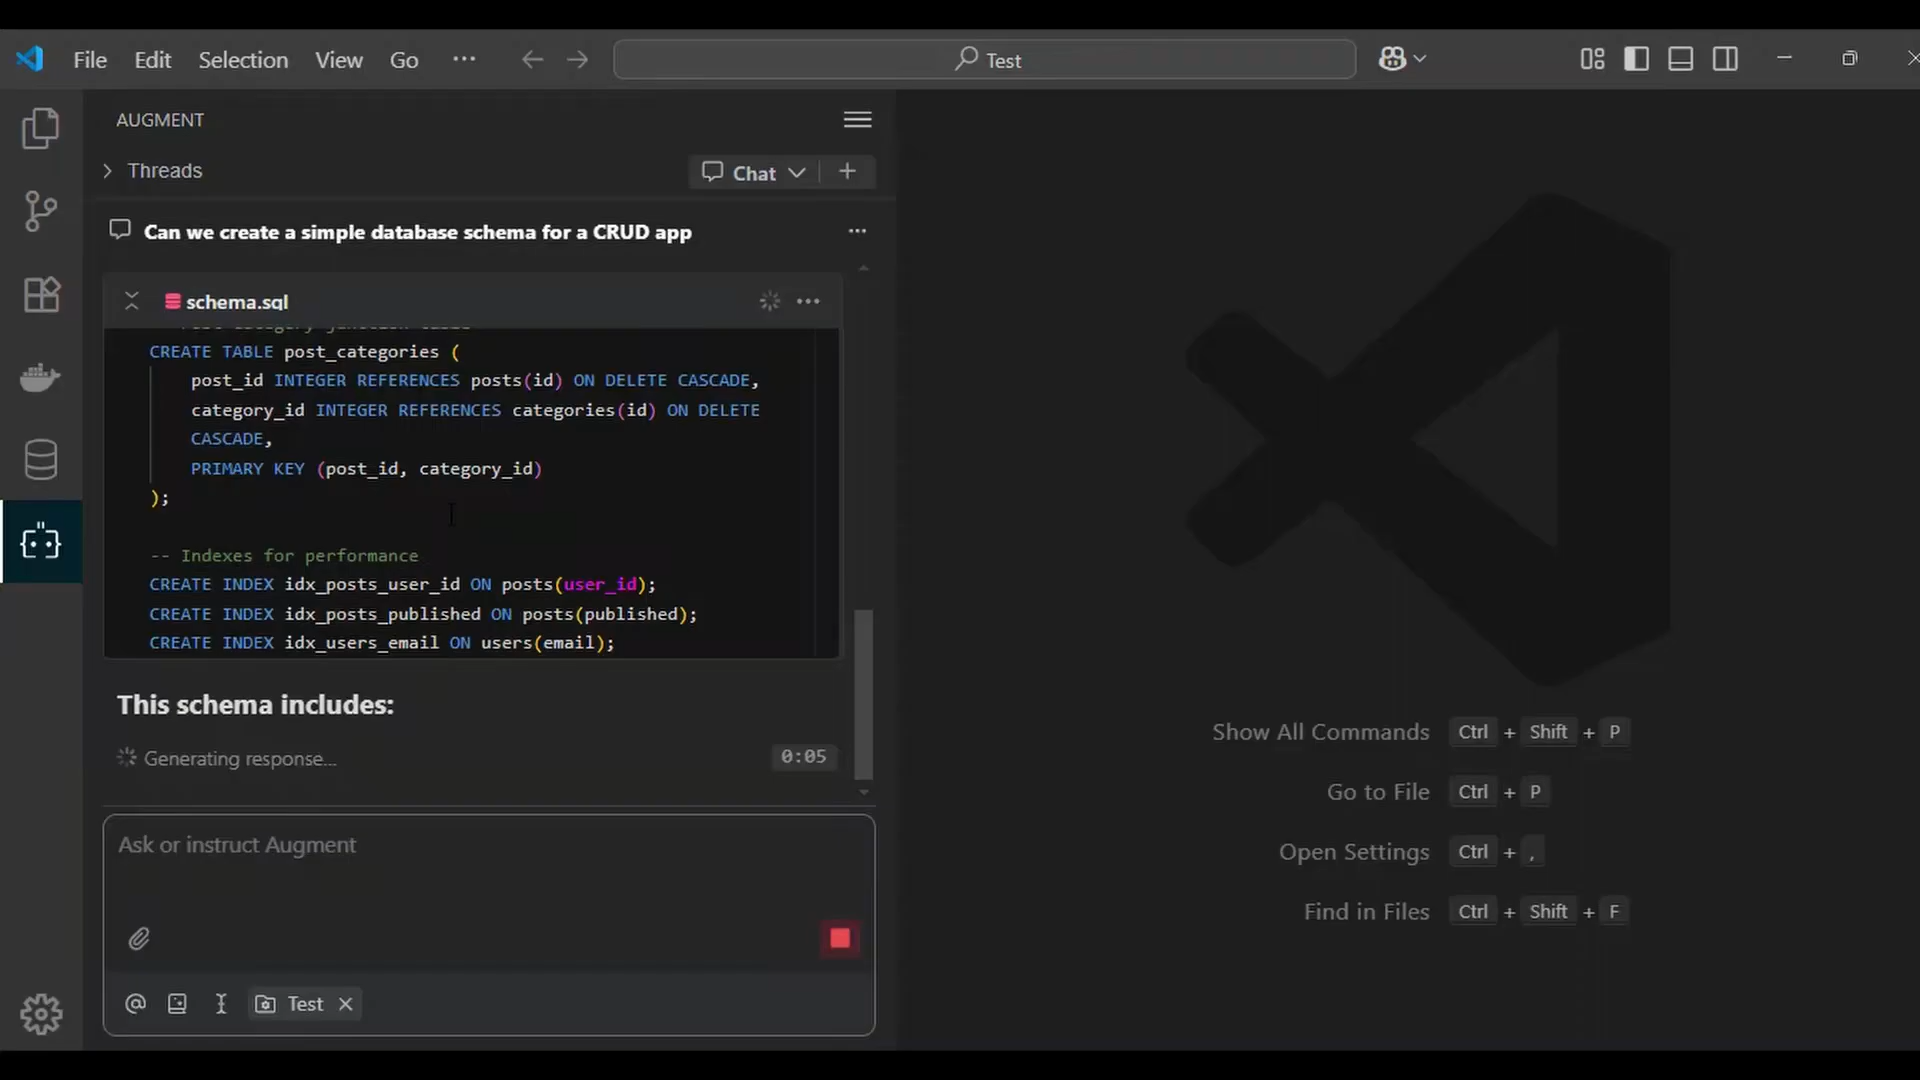 File Edit Selection View Go ··· Test
AUGMENT
Threads Chat
Can we create a simple database schema for a CRUD app
schema.sql
CREATE TABLE post_categories (
post_id INTEGER REFERENCES posts(id) ON DELETE CASCADE,
category_id INTEGER REFERENCES categories(id) ON DELETE
CASCADE,
PRIMARY KEY (post_id, category_id)
);
-- Indexes for performance
CREATE INDEX idx_posts_user_id ON posts(user_id);
CREATE INDEX idx_posts_published ON posts(published);
CREATE INDEX idx_users_email ON users(email);
This schema includes:
Generating response... 0:05
Ask or instruct Augment
Test
Show All Commands Ctrl + Shift + P
Go to File Ctrl + P
Open Settings Ctrl + ,
Find in Files Ctrl + Shift + F